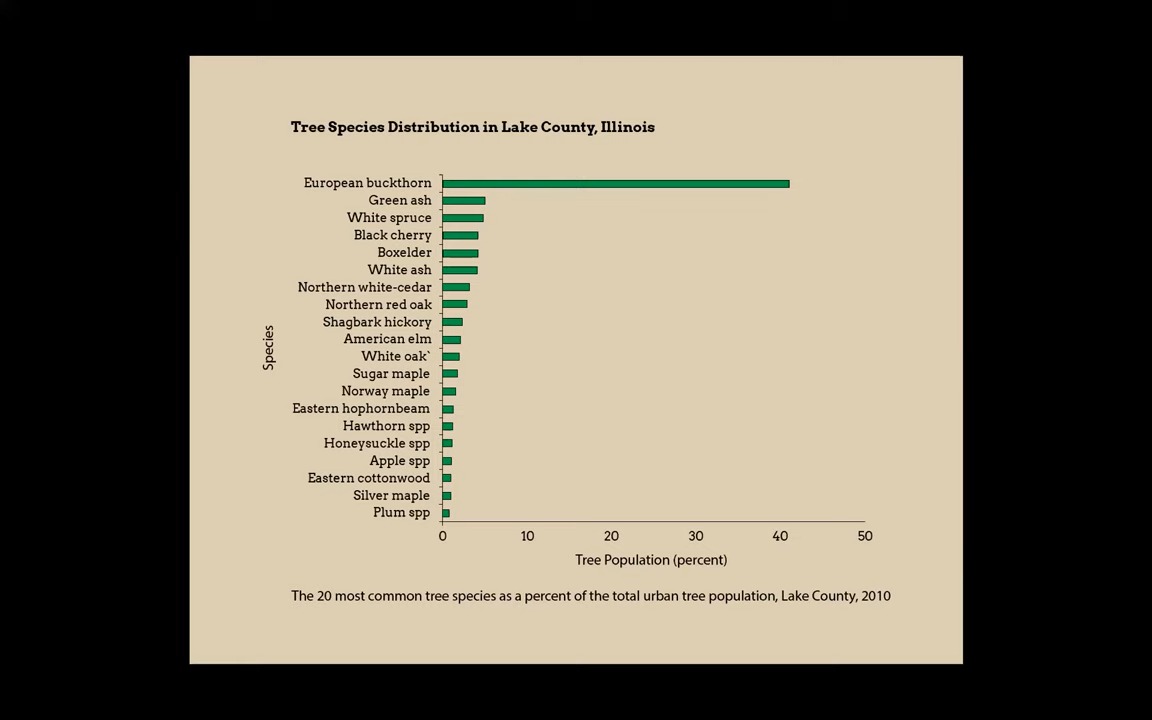 Tree Species Distribution in Lake County, Illinois
European buckthorn
Green ash
White spruce
Black cherry
Boxelder
White ash
Northern white-cedar
Northern red oak
Shagbark hickory
American elm
White oak`
Sugar maple
Norway maple
Eastern hophornbeam
Hawthorn spp
Honeysuckle spp
Apple spp
Eastern cottonwood
Silver maple
Plum spp
Species
0 10 20 30 40 50
Tree Population (percent)
The 20 most common tree species as a percent of the total urban tree population, Lake County, 2010